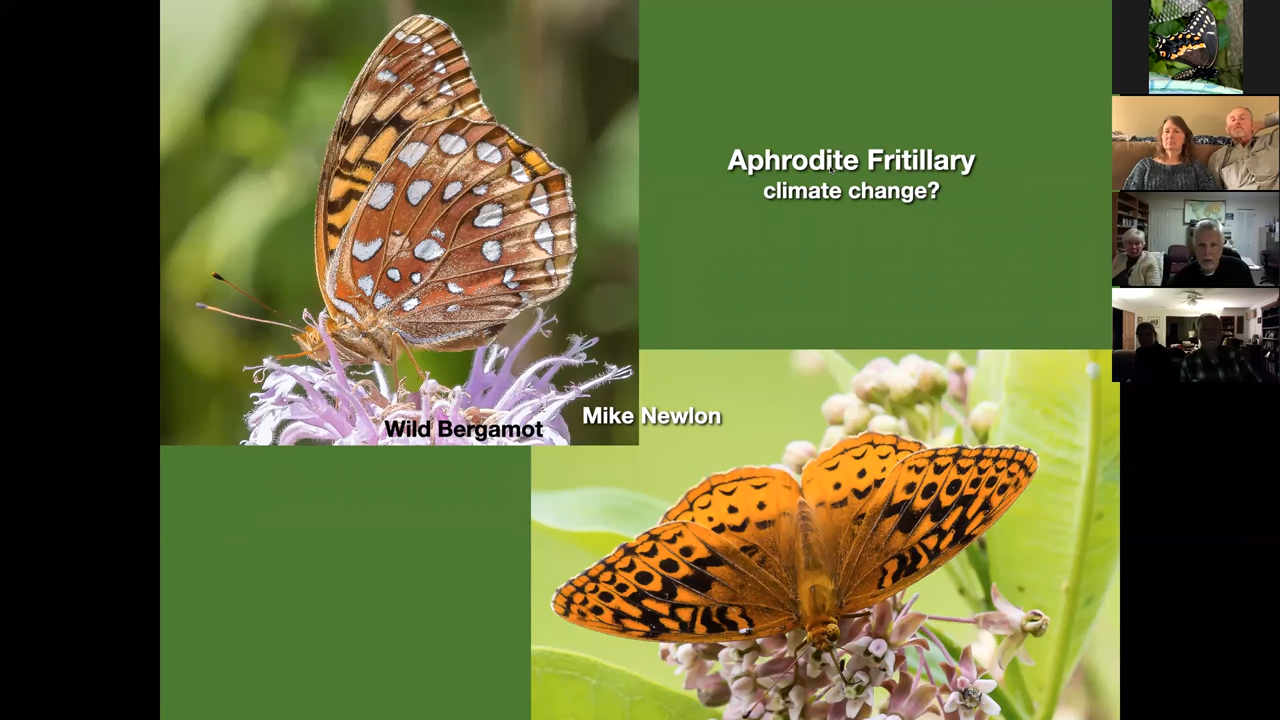 Aphrodite Fritillary
climate change?
Mike Newlon
Wild Bergamot